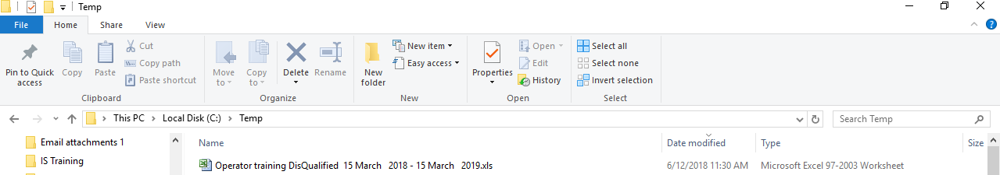 Temp
File Home Share View
Pin to Quick access
Copy
Paste
Cut
Copy path
Paste shortcut
Clipboard
Move to
Copy to
Delete
Rename
Organize
New folder
New item
Easy access
New
Properties
Open
Edit
History
Open
Select all
Select none
Invert selection
Select
This PC Local Disk (C:) Temp
Search Temp
Email attachments 1
IS Training
Name Date modified Type Size
Operator training DisQualified 15 March 2018 - 15 March 2019.xls 6/12/2018 11:30 AM Microsoft Excel 97-2003 Worksheet